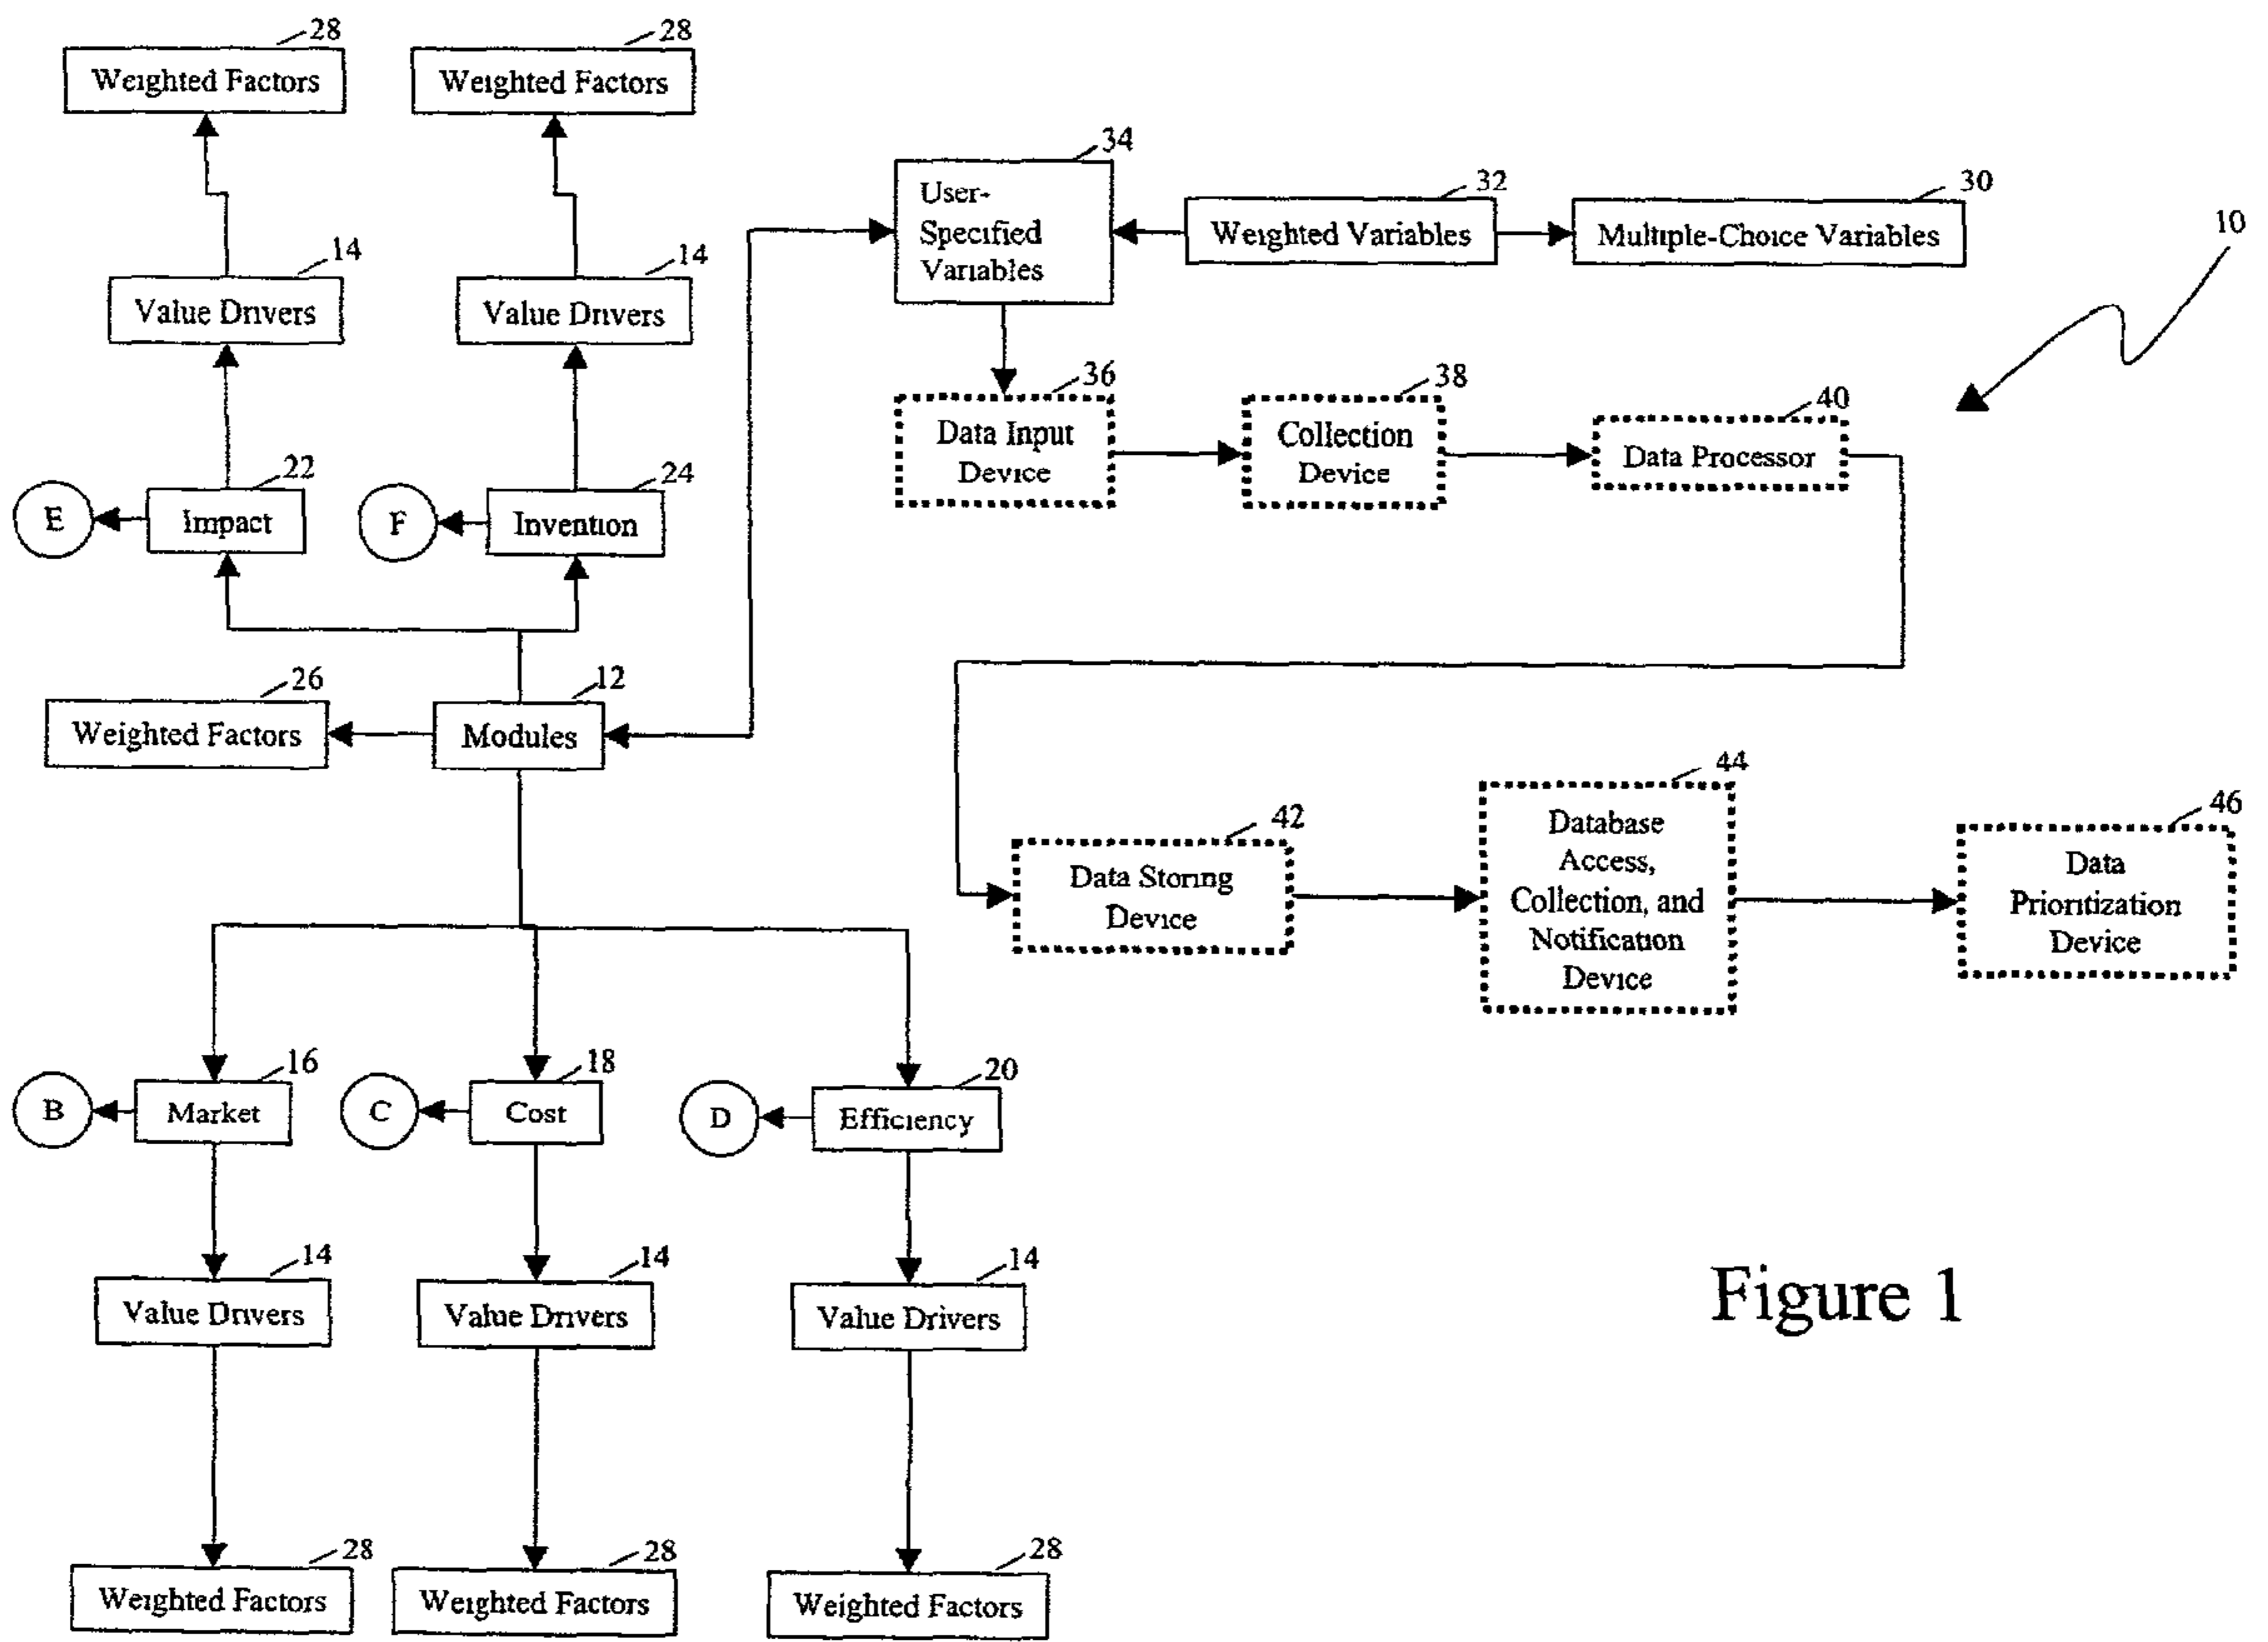 28
28
Weighted Factors
Weighted Factors
34
32
30
User-
Specified
Variables
Weighted Variables
Multiple-Choice Variables
10
14
14
Value Drivers
Value Drivers
36
38
40
Data Input
Device
Collection
Device
Data Processor
22
24
E
Impact
F
Invention
26
12
Weighted Factors
Modules
42
44
46
Data Storing
Device
Database
Access,
Collection, and
Notification
Device
Data
Prioritization
Device
16
18
20
B
Market
C
Cost
D
Efficiency
14
14
14
Value Drivers
Value Drivers
Value Drivers
Figure 1
28
28
28
Weighted Factors
Weighted Factors
Weighted Factors